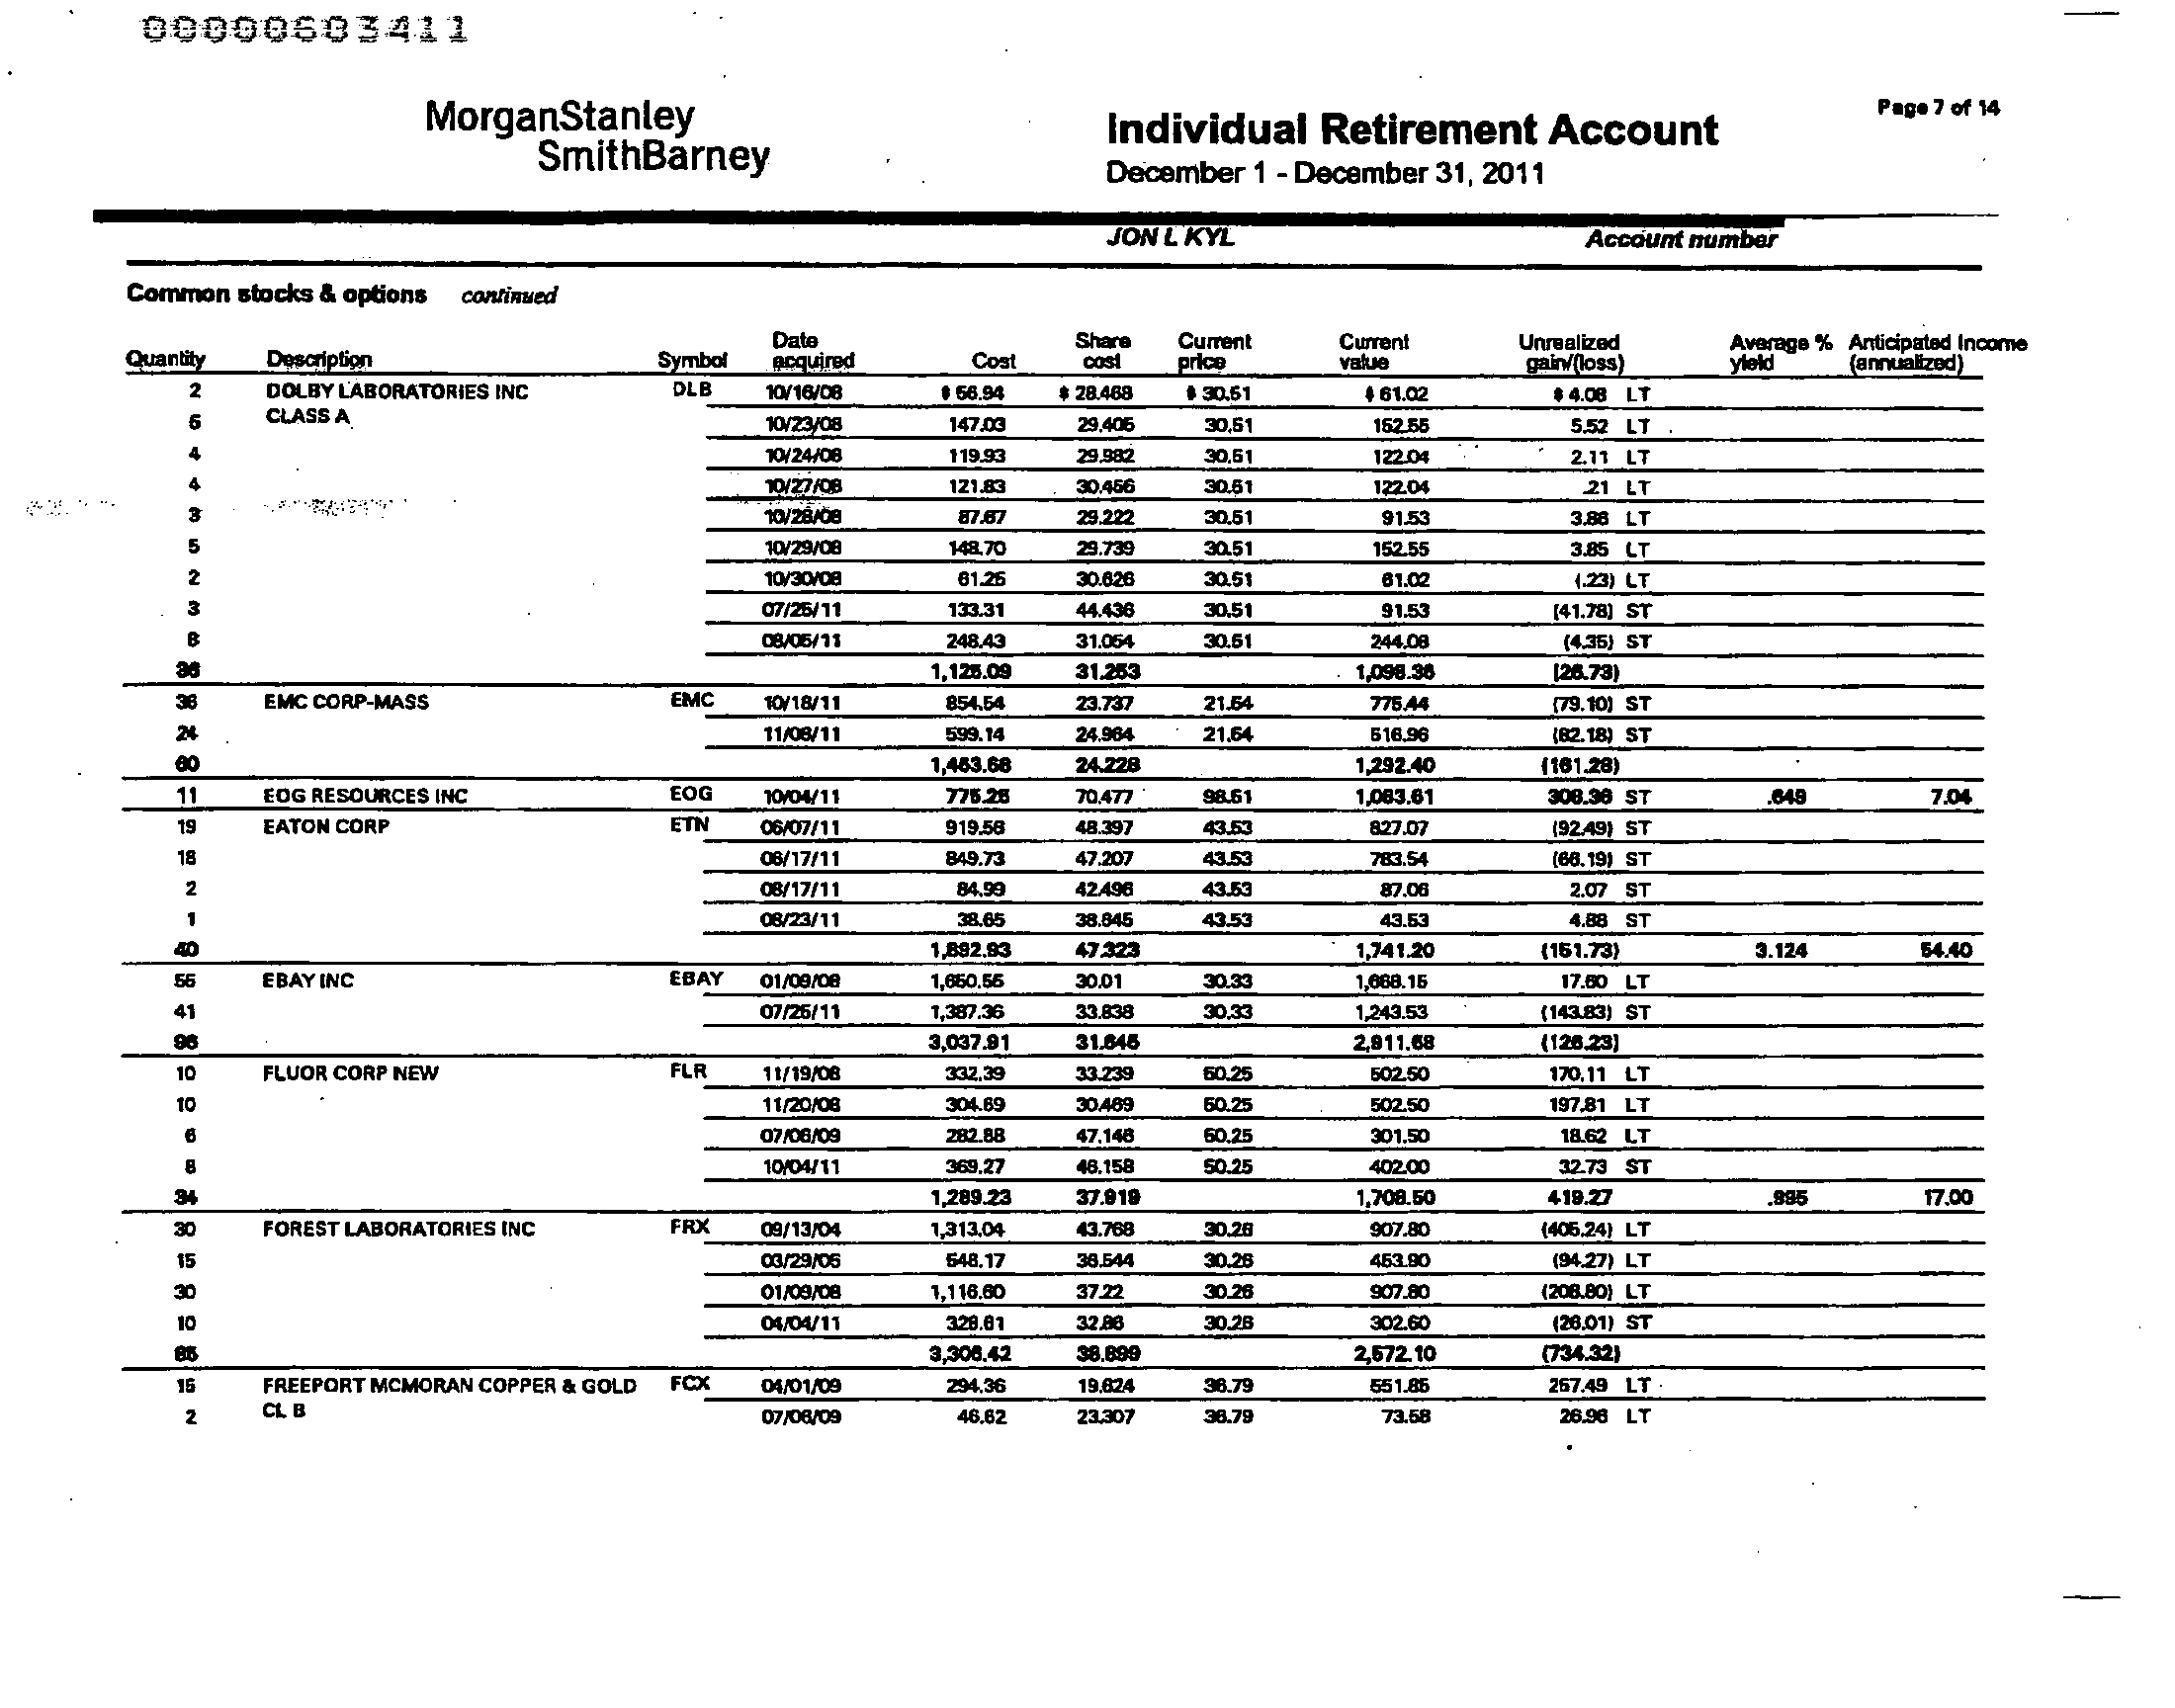 00000603411
MorganStanley
SmithBarney
Individual Retirement Account
December 1 - December 31, 2011
Page 7 of 14
JON L KYL Account number
Common stocks & options continued
Quantity Description Symbol Date acquired Cost Share cost Current price Current value Unrealized gain/(loss) Average % yield Anticipated Income (annualized)
2 DOLBY LABORATORIES INC DLB 10/16/08 $ 56.94 $ 28.468 $ 30.51 $ 61.02 $ 4.08 LT
5 CLASS A 10/23/08 147.03 29.406 30.51 152.55 5.52 LT
4 10/24/08 119.93 29.982 30.51 122.04 2.11 LT
4 10/27/08 121.83 30.456 30.51 122.04 .21 LT
3 10/28/08 87.67 29.222 30.51 91.53 3.86 LT
5 10/29/08 148.70 29.739 30.51 152.55 3.85 LT
2 10/30/08 61.25 30.626 30.51 61.02 (.23) LT
3 07/25/11 133.31 44.436 30.51 91.53 (41.78) ST
8 08/05/11 248.43 31.054 30.51 244.08 (4.35) ST
36 1,125.09 31.253 1,098.36 (26.73)
36 EMC CORP-MASS EMC 10/18/11 854.54 23.737 21.54 775.44 (79.10) ST
24 11/08/11 599.14 24.964 21.54 516.96 (82.18) ST
60 1,453.68 24.228 1,292.40 (161.28)
11 EOG RESOURCES INC EOG 10/04/11 775.25 70.477 98.51 1,083.61 308.36 ST .649 7.04
19 EATON CORP ETN 06/07/11 919.56 48.397 43.53 827.07 (92.49) ST
18 06/17/11 849.73 47.207 43.53 783.54 (66.19) ST
2 08/17/11 84.99 42.496 43.53 87.06 2.07 ST
1 08/23/11 38.65 38.645 43.53 43.53 4.88 ST
40 1,892.93 47.323 1,741.20 (151.73) 3.124 54.40
55 EBAY INC EBAY 01/09/08 1,650.55 30.01 30.33 1,668.15 17.60 LT
41 07/25/11 1,387.36 33.838 30.33 1,243.53 (143.83) ST
96 3,037.91 31.645 2,911.68 (126.23)
10 FLUOR CORP NEW FLR 11/19/08 332.39 33.239 50.25 502.50 170.11 LT
10 11/20/08 304.69 30.469 50.25 502.50 197.81 LT
6 07/06/09 282.88 47.146 50.25 301.50 18.62 LT
8 10/04/11 369.27 46.158 50.25 402.00 32.73 ST
34 1,289.23 37.919 1,708.50 419.27 .995 17.00
30 FOREST LABORATORIES INC FRX 09/13/04 1,313.04 43.768 30.26 907.80 (405.24) LT
15 03/29/05 548.17 36.544 30.26 453.90 (94.27) LT
30 01/09/08 1,116.60 37.22 30.26 907.80 (208.80) LT
10 04/04/11 328.61 32.86 30.26 302.60 (26.01) ST
85 3,306.42 38.899 2,572.10 (734.32)
15 FREEPORT MCMORAN COPPER & GOLD FCX 04/01/09 294.36 19.624 36.79 551.85 257.49 LT
2 CL B 07/06/09 46.62 23.307 36.79 73.58 26.96 LT